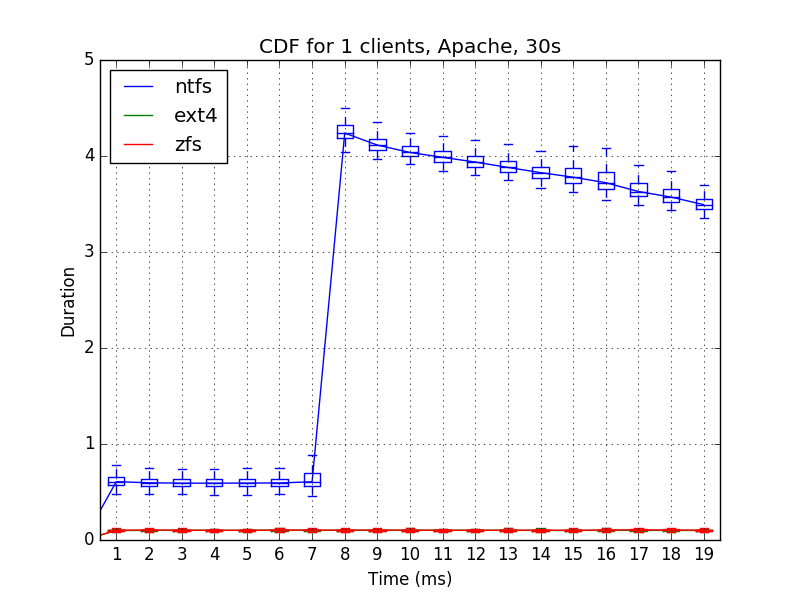 CDF for 1 clients, Apache, 30s
ntfs
ext4
zfs
5
4
3
2
1
0
Duration
1 2 3 4 5 6 7 8 9 10 11 12 13 14 15 16 17 18 19
Time (ms)